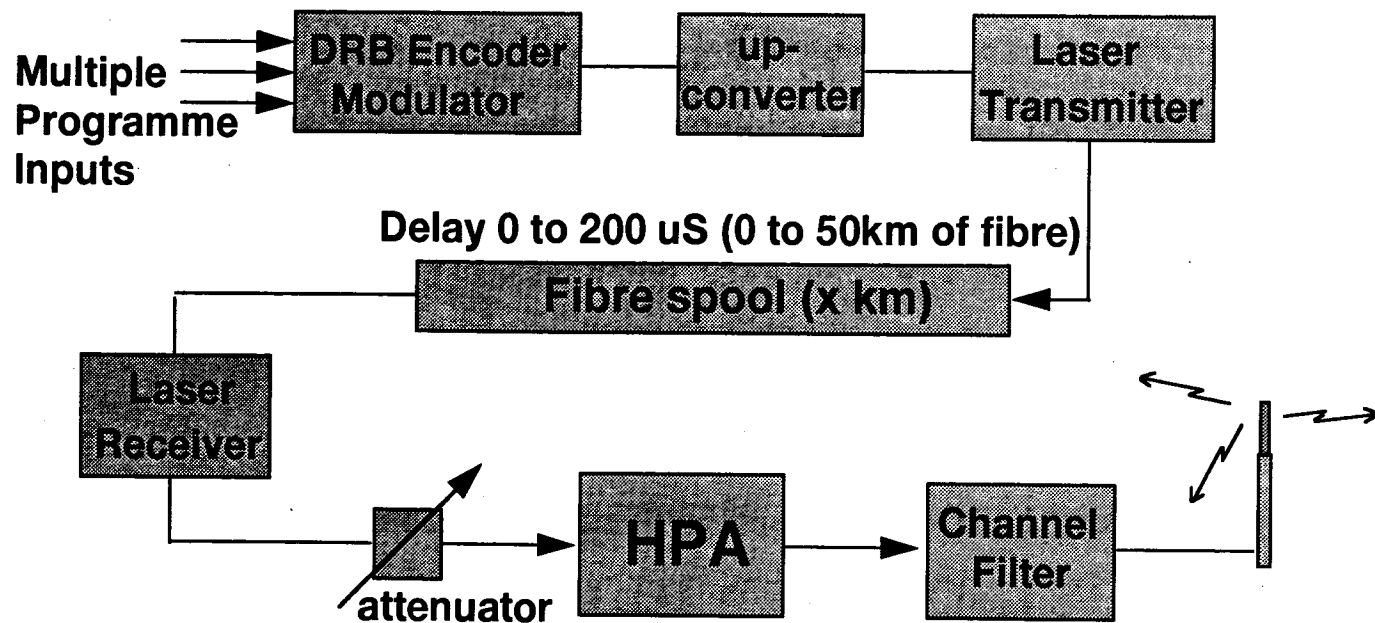 Multiple
Programme
Inputs
DRB Encoder
Modulator
up-
converter
Laser
Transmitter
Delay 0 to 200 uS (0 to 50km of fibre)
Fibre spool (x km)
Laser
Receiver
attenuator
HPA
Channel
Filter